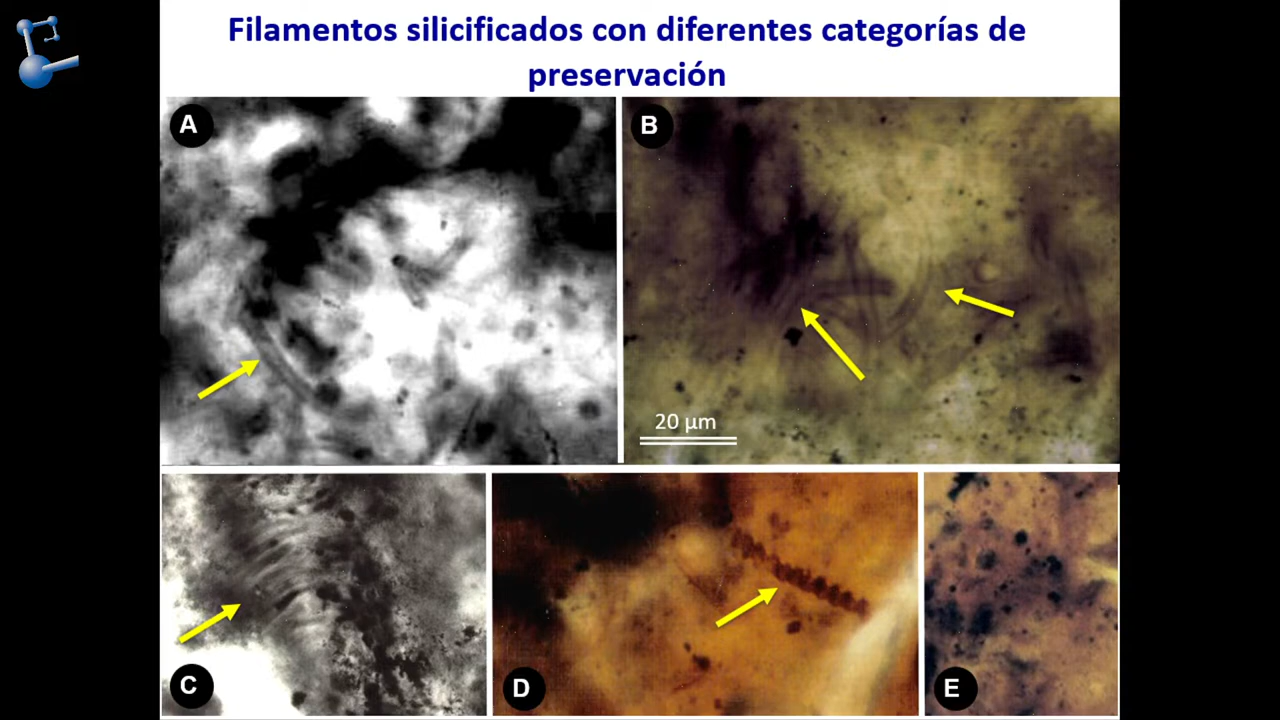 Filamentos silicificados con diferentes categorías de
preservación
A
B
20 µm
C
D
E